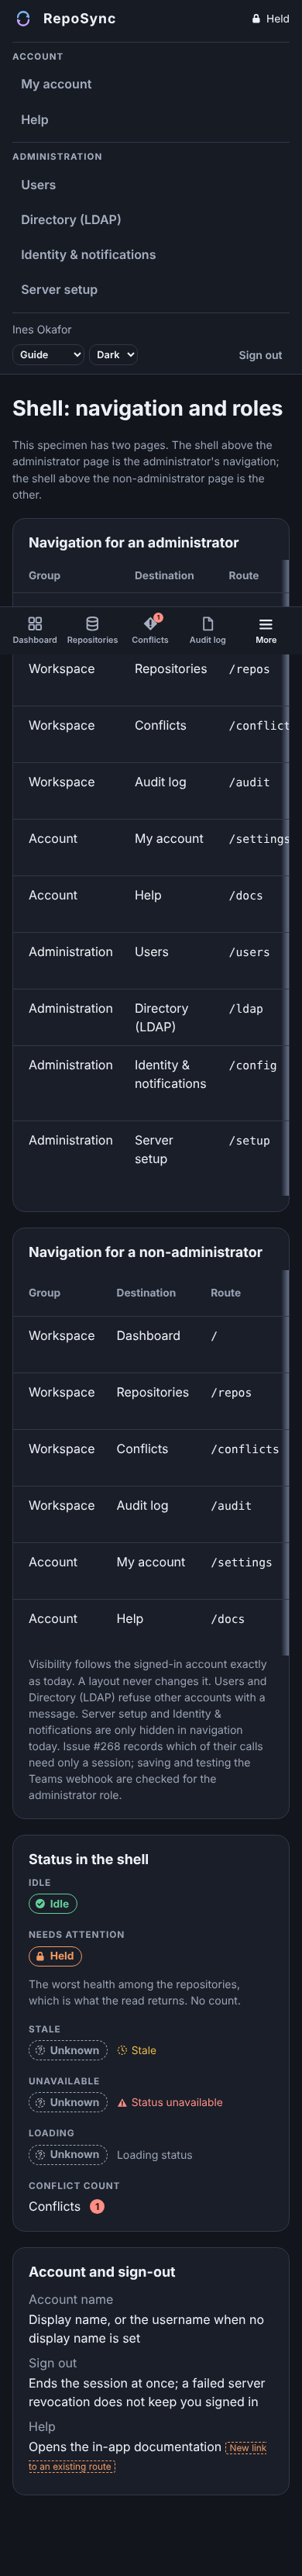 RepoSync
Held
ACCOUNT
My account
Help
ADMINISTRATION
Users
Directory (LDAP)
Identity & notifications
Server setup
Ines Okafor
Guide
Dark
Sign out
Shell: navigation and roles
This specimen has two pages. The shell above the
administrator page is the administrator's navigation;
the shell above the non-administrator page is the
other.
Navigation for an administrator
Group Destination Route
Dashboard Repositories Conflicts 1 Audit log More
Workspace Repositories /repos
Workspace Conflicts /conflict
Workspace Audit log /audit
Account My account /settings
Account Help /docs
Administration Users /users
Administration Directory /ldap
(LDAP)
Administration Identity & /config
notifications
Administration Server /setup
setup
Navigation for a non-administrator
Group Destination Route
Workspace Dashboard /
Workspace Repositories /repos
Workspace Conflicts /conflicts
Workspace Audit log /audit
Account My account /settings
Account Help /docs
Visibility follows the signed-in account exactly
as today. A layout never changes it. Users and
Directory (LDAP) refuse other accounts with a
message. Server setup and Identity &
notifications are only hidden in navigation
today. Issue #268 records which of their calls
need only a session; saving and testing the
Teams webhook are checked for the
administrator role.
Status in the shell
IDLE
Idle
NEEDS ATTENTION
Held
The worst health among the repositories,
which is what the read returns. No count.
STALE
Unknown Stale
UNAVAILABLE
Unknown Status unavailable
LOADING
Unknown Loading status
CONFLICT COUNT
Conflicts 1
Account and sign-out
Account name
Display name, or the username when no
display name is set
Sign out
Ends the session at once; a failed server
revocation does not keep you signed in
Help
Opens the in-app documentation New link
to an existing route